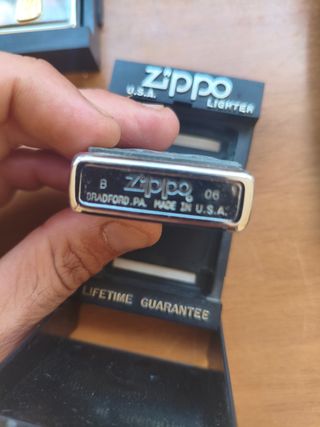 Zippo
U.S.A. LIGHTER
B Zippo 06
BRADFORD.PA. MADE IN U.S.A.
LIFETIME GUARANTEE